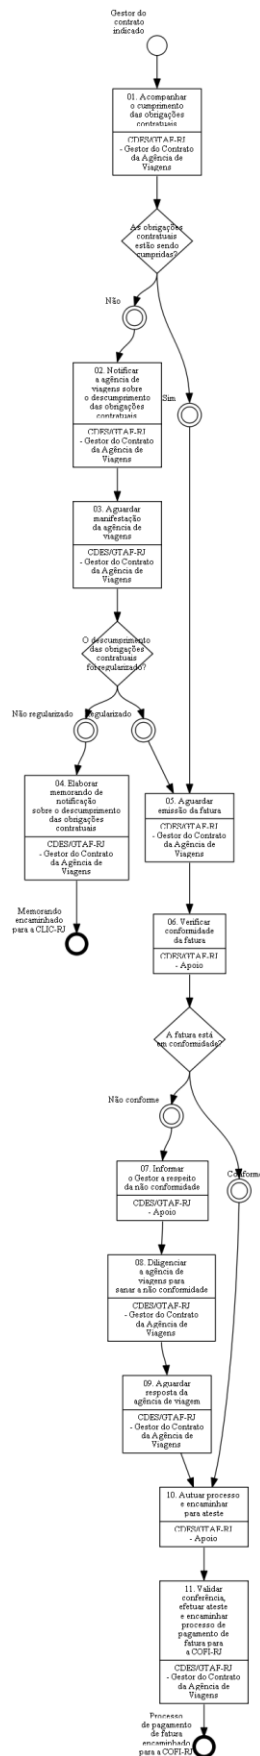 Gestor do
contrato
indicado
01. Acompanhar
o cumprimento
das obrigações
contratuais
CDES/GTAF-RJ
- Gestor do Contrato
da Agência de
Viagens
As obrigações
contratuais
estão sendo
cumpridas?
Não
Sim
02. Notificar
a agência de
viagens sobre
o descumprimento
das obrigações
contratuais
CDES/GTAF-RJ
- Gestor do Contrato
da Agência de
Viagens
03. Aguardar
manifestação
da agência de
viagens
CDES/GTAF-RJ
- Gestor do Contrato
da Agência de
Viagens
O descumprimento
das obrigações
contratuais
foi regularizado?
Não regularizado
Regularizado
04. Elaborar
memorando de
notificação
sobre o descumprimento
das obrigações
contratuais
CDES/GTAF-RJ
- Gestor do Contrato
da Agência de
Viagens
05. Aguardar
emissão da fatura
CDES/GTAF-RJ
- Gestor do Contrato
da Agência de
Viagens
Memorando
encaminhado
para a CLIC-RJ
06. Verificar
conformidade
da fatura
CDES/GTAF-RJ
- Apoio
A fatura está
em conformidade?
Não conforme
Conforme
07. Informar
o Gestor a respeito
da não conformidade
CDES/GTAF-RJ
- Apoio
08. Diligenciar
a agência de
viagens para
sanar a não conformidade
CDES/GTAF-RJ
- Gestor do Contrato
da Agência de
Viagens
09. Aguardar
resposta da
agência de viagem
CDES/GTAF-RJ
- Gestor do Contrato
da Agência de
Viagens
10. Autuar processo
e encaminhar
para ateste
CDES/GTAF-RJ
- Apoio
11. Validar
conferência,
efetuar ateste
e encaminhar
processo de
pagamento de
fatura para
a COFI-RJ
CDES/GTAF-RJ
- Gestor do Contrato
da Agência de
Viagens
Processo
de pagamento
de fatura
encaminhado
para a COFI-RJ